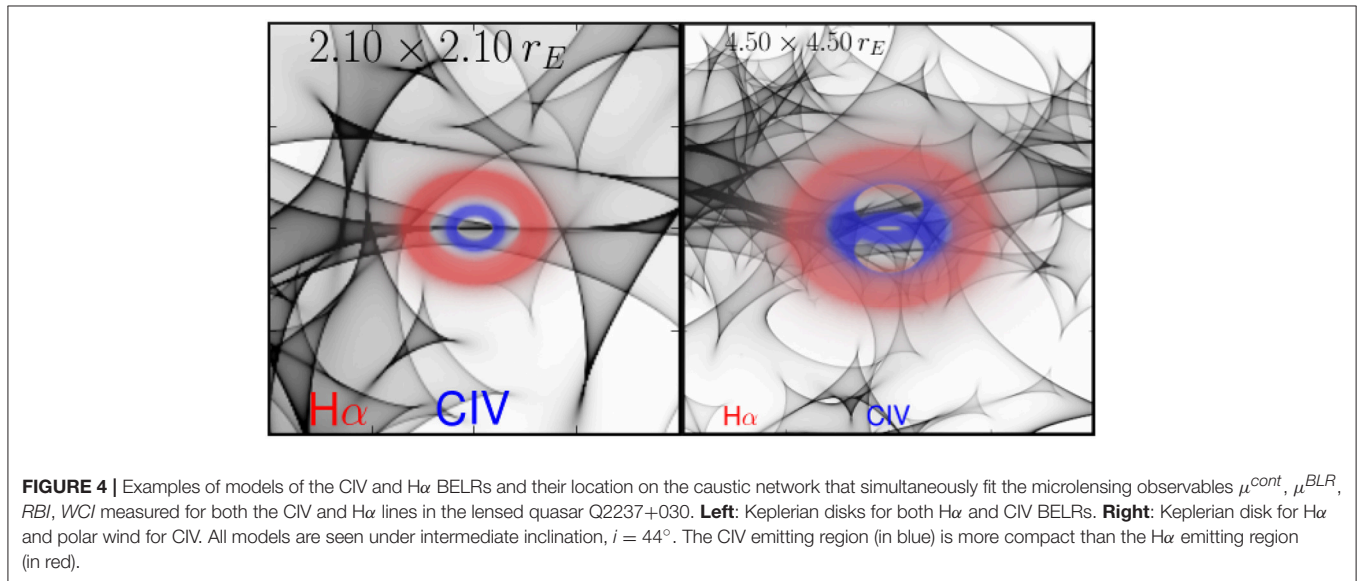 2.10 × 2.10 r_E
4.50 × 4.50 r_E
Hα
CIV
Hα
CIV
FIGURE 4 | Examples of models of the CIV and Hα BELRs and their location on the caustic network that simultaneously fit the microlensing observables μ^cont, μ^BLR,
RBI, WCI measured for both the CIV and Hα lines in the lensed quasar Q2237+030. Left: Keplerian disks for both Hα and CIV BELRs. Right: Keplerian disk for Hα
and polar wind for CIV. All models are seen under intermediate inclination, i = 44°. The CIV emitting region (in blue) is more compact than the Hα emitting region
(in red).